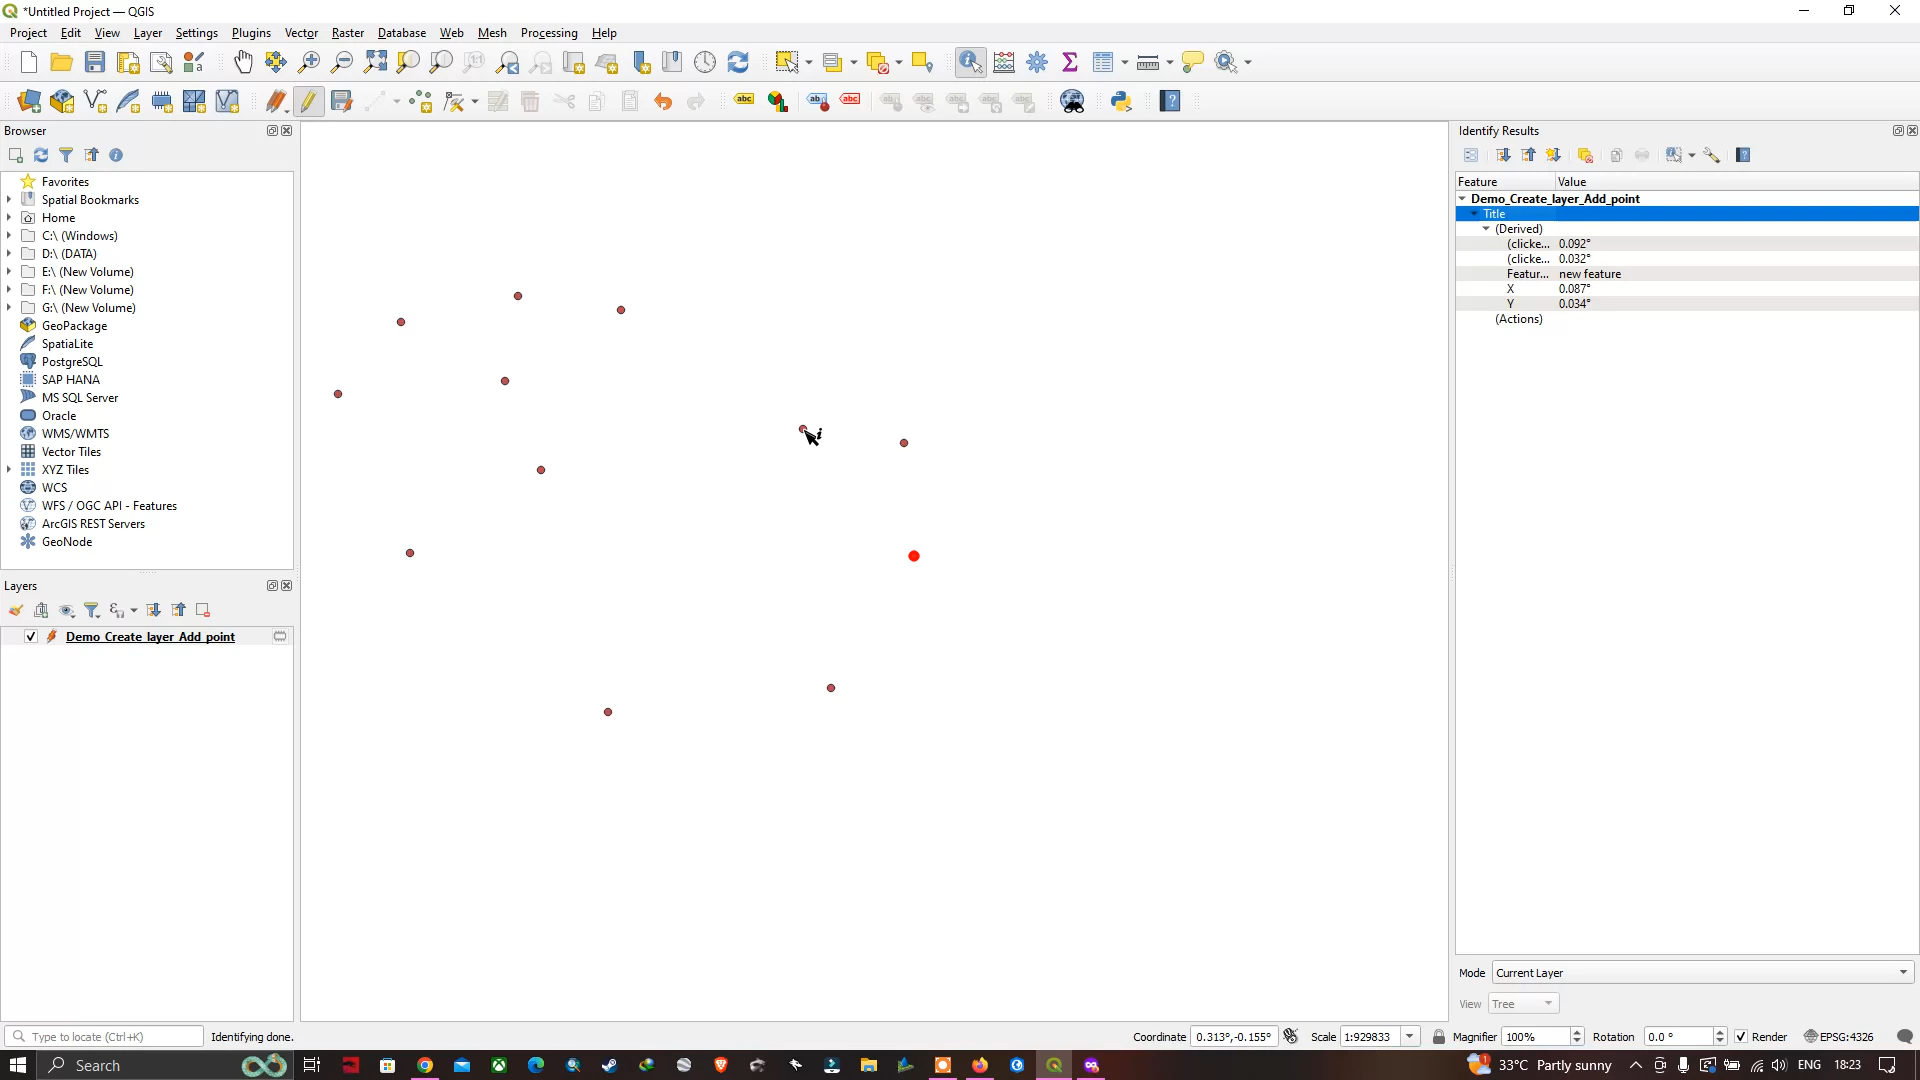 *Untitled Project — QGIS
Project Edit View Layer Settings Plugins Vector Raster Database Web Mesh Processing Help
Browser
Favorites
Spatial Bookmarks
Home
C:\ (Windows)
D:\ (DATA)
E:\ (New Volume)
F:\ (New Volume)
G:\ (New Volume)
GeoPackage
SpatiaLite
PostgreSQL
SAP HANA
MS SQL Server
Oracle
WMS/WMTS
Vector Tiles
XYZ Tiles
WCS
WFS / OGC API - Features
ArcGIS REST Servers
GeoNode
Layers
Demo_Create_layer_Add_point
Identify Results
Feature Value
Demo_Create_layer_Add_point
Title
(Derived)
(clicke... 0.092°
(clicke... 0.032°
Featur... new feature
X 0.087°
Y 0.034°
(Actions)
Mode Current Layer
View Tree
Type to locate (Ctrl+K) Identifying done. Coordinate 0.313°,-0.155° Scale 1:929833 Magnifier 100% Rotation 0.0 ° Render EPSG:4326
Search 33°C Partly sunny ENG 18:23